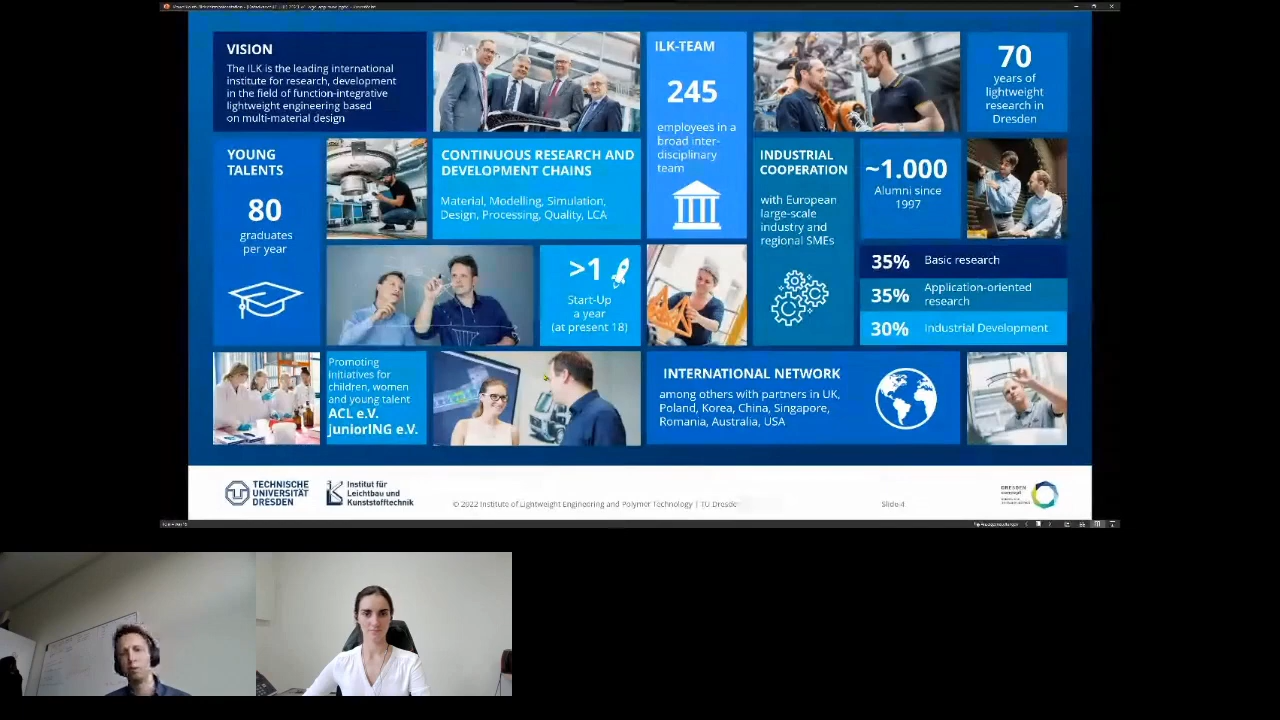 VISION
The ILK is the leading international
institute for research, development
in the field of function-integrative
lightweight engineering based
on multi-material design
ILK-TEAM
245
employees in a
broad inter-
disciplinary
team
70
years of
lightweight
research in
Dresden
YOUNG
TALENTS
80
graduates
per year
CONTINUOUS RESEARCH AND
DEVELOPMENT CHAINS
Material, Modelling, Simulation,
Design, Processing, Quality, LCA
INDUSTRIAL
COOPERATION
with European
large-scale
industry and
regional SMEs
~1.000
Alumni since
1997
>1
Start-Up
a year
(at present 18)
35% Basic research
35% Application-oriented
research
30% Industrial Development
Promoting
initiatives for
children, women
and young talent
ACL e.V.
JuniorING e.V.
INTERNATIONAL NETWORK
among others with partners in UK,
Poland, Korea, China, Singapore,
Romania, Australia, USA
TECHNISCHE
UNIVERSITÄT
DRESDEN
Institut für
Leichtbau und
Kunststofftechnik
© 2022 Institute of Lightweight Engineering and Polymer Technology | TU Dresde
Slide 4
DRESDEN
concept